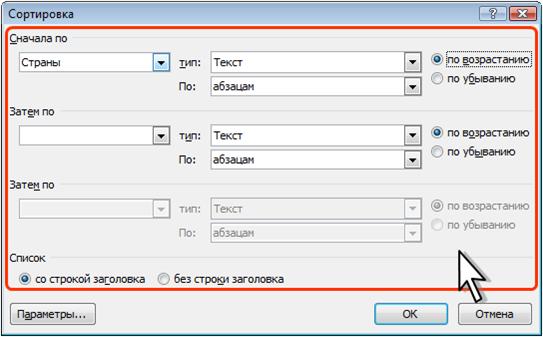 Сортировка
Сначала по
Страны тип: Текст по возрастанию
По: абзацам по убыванию
Затем по
тип: Текст по возрастанию
По: абзацам по убыванию
Затем по
тип: Текст по возрастанию
По: абзацам по убыванию
Список
со строкой заголовка без строки заголовка
Параметры... OK Отмена